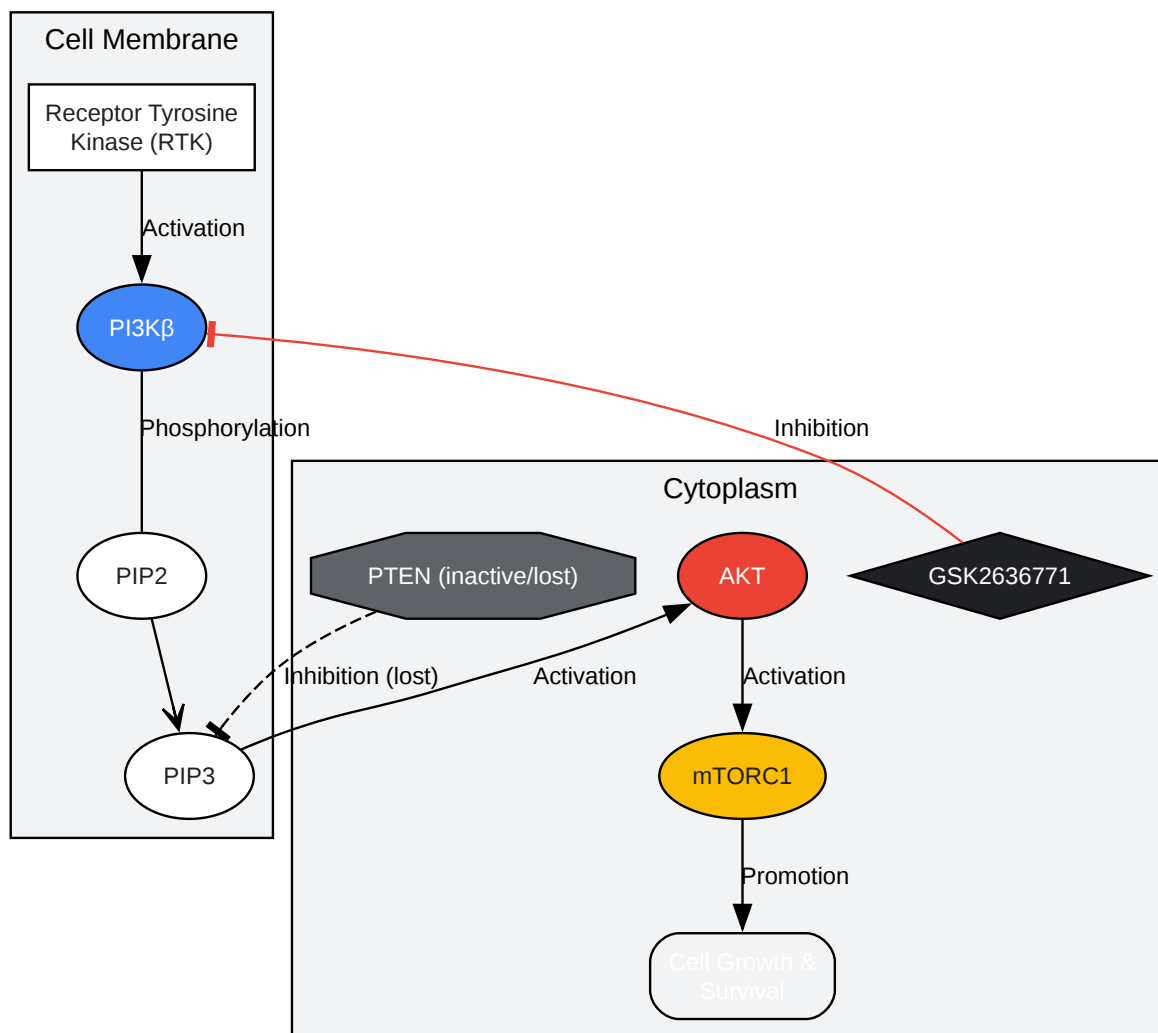 Cell Membrane
Receptor Tyrosine
Kinase (RTK)
Activation
PI3Kβ
Phosphorylation
Inhibition
Cytoplasm
PIP2
PTEN (inactive/lost)
AKT
GSK2636771
Inhibition (lost)
Activation
Activation
PIP3
mTORC1
Promotion
Cell Growth &
Survival